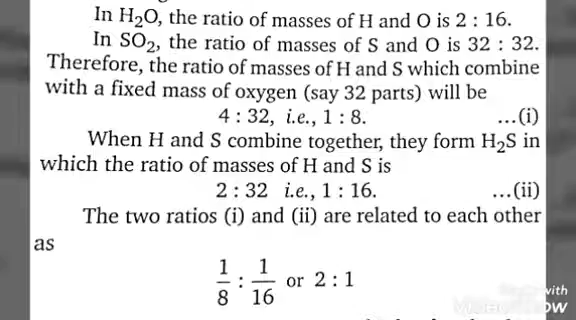 In H₂O, the ratio of masses of H and O is 2 : 16.
In SO₂, the ratio of masses of S and O is 32 : 32.
Therefore, the ratio of masses of H and S which combine
with a fixed mass of oxygen (say 32 parts) will be
4 : 32, i.e., 1 : 8. ...(i)
When H and S combine together, they form H₂S in
which the ratio of masses of H and S is
2 : 32 i.e., 1 : 16. ...(ii)
The two ratios (i) and (ii) are related to each other
as
1/8 : 1/16 or 2 : 1
with